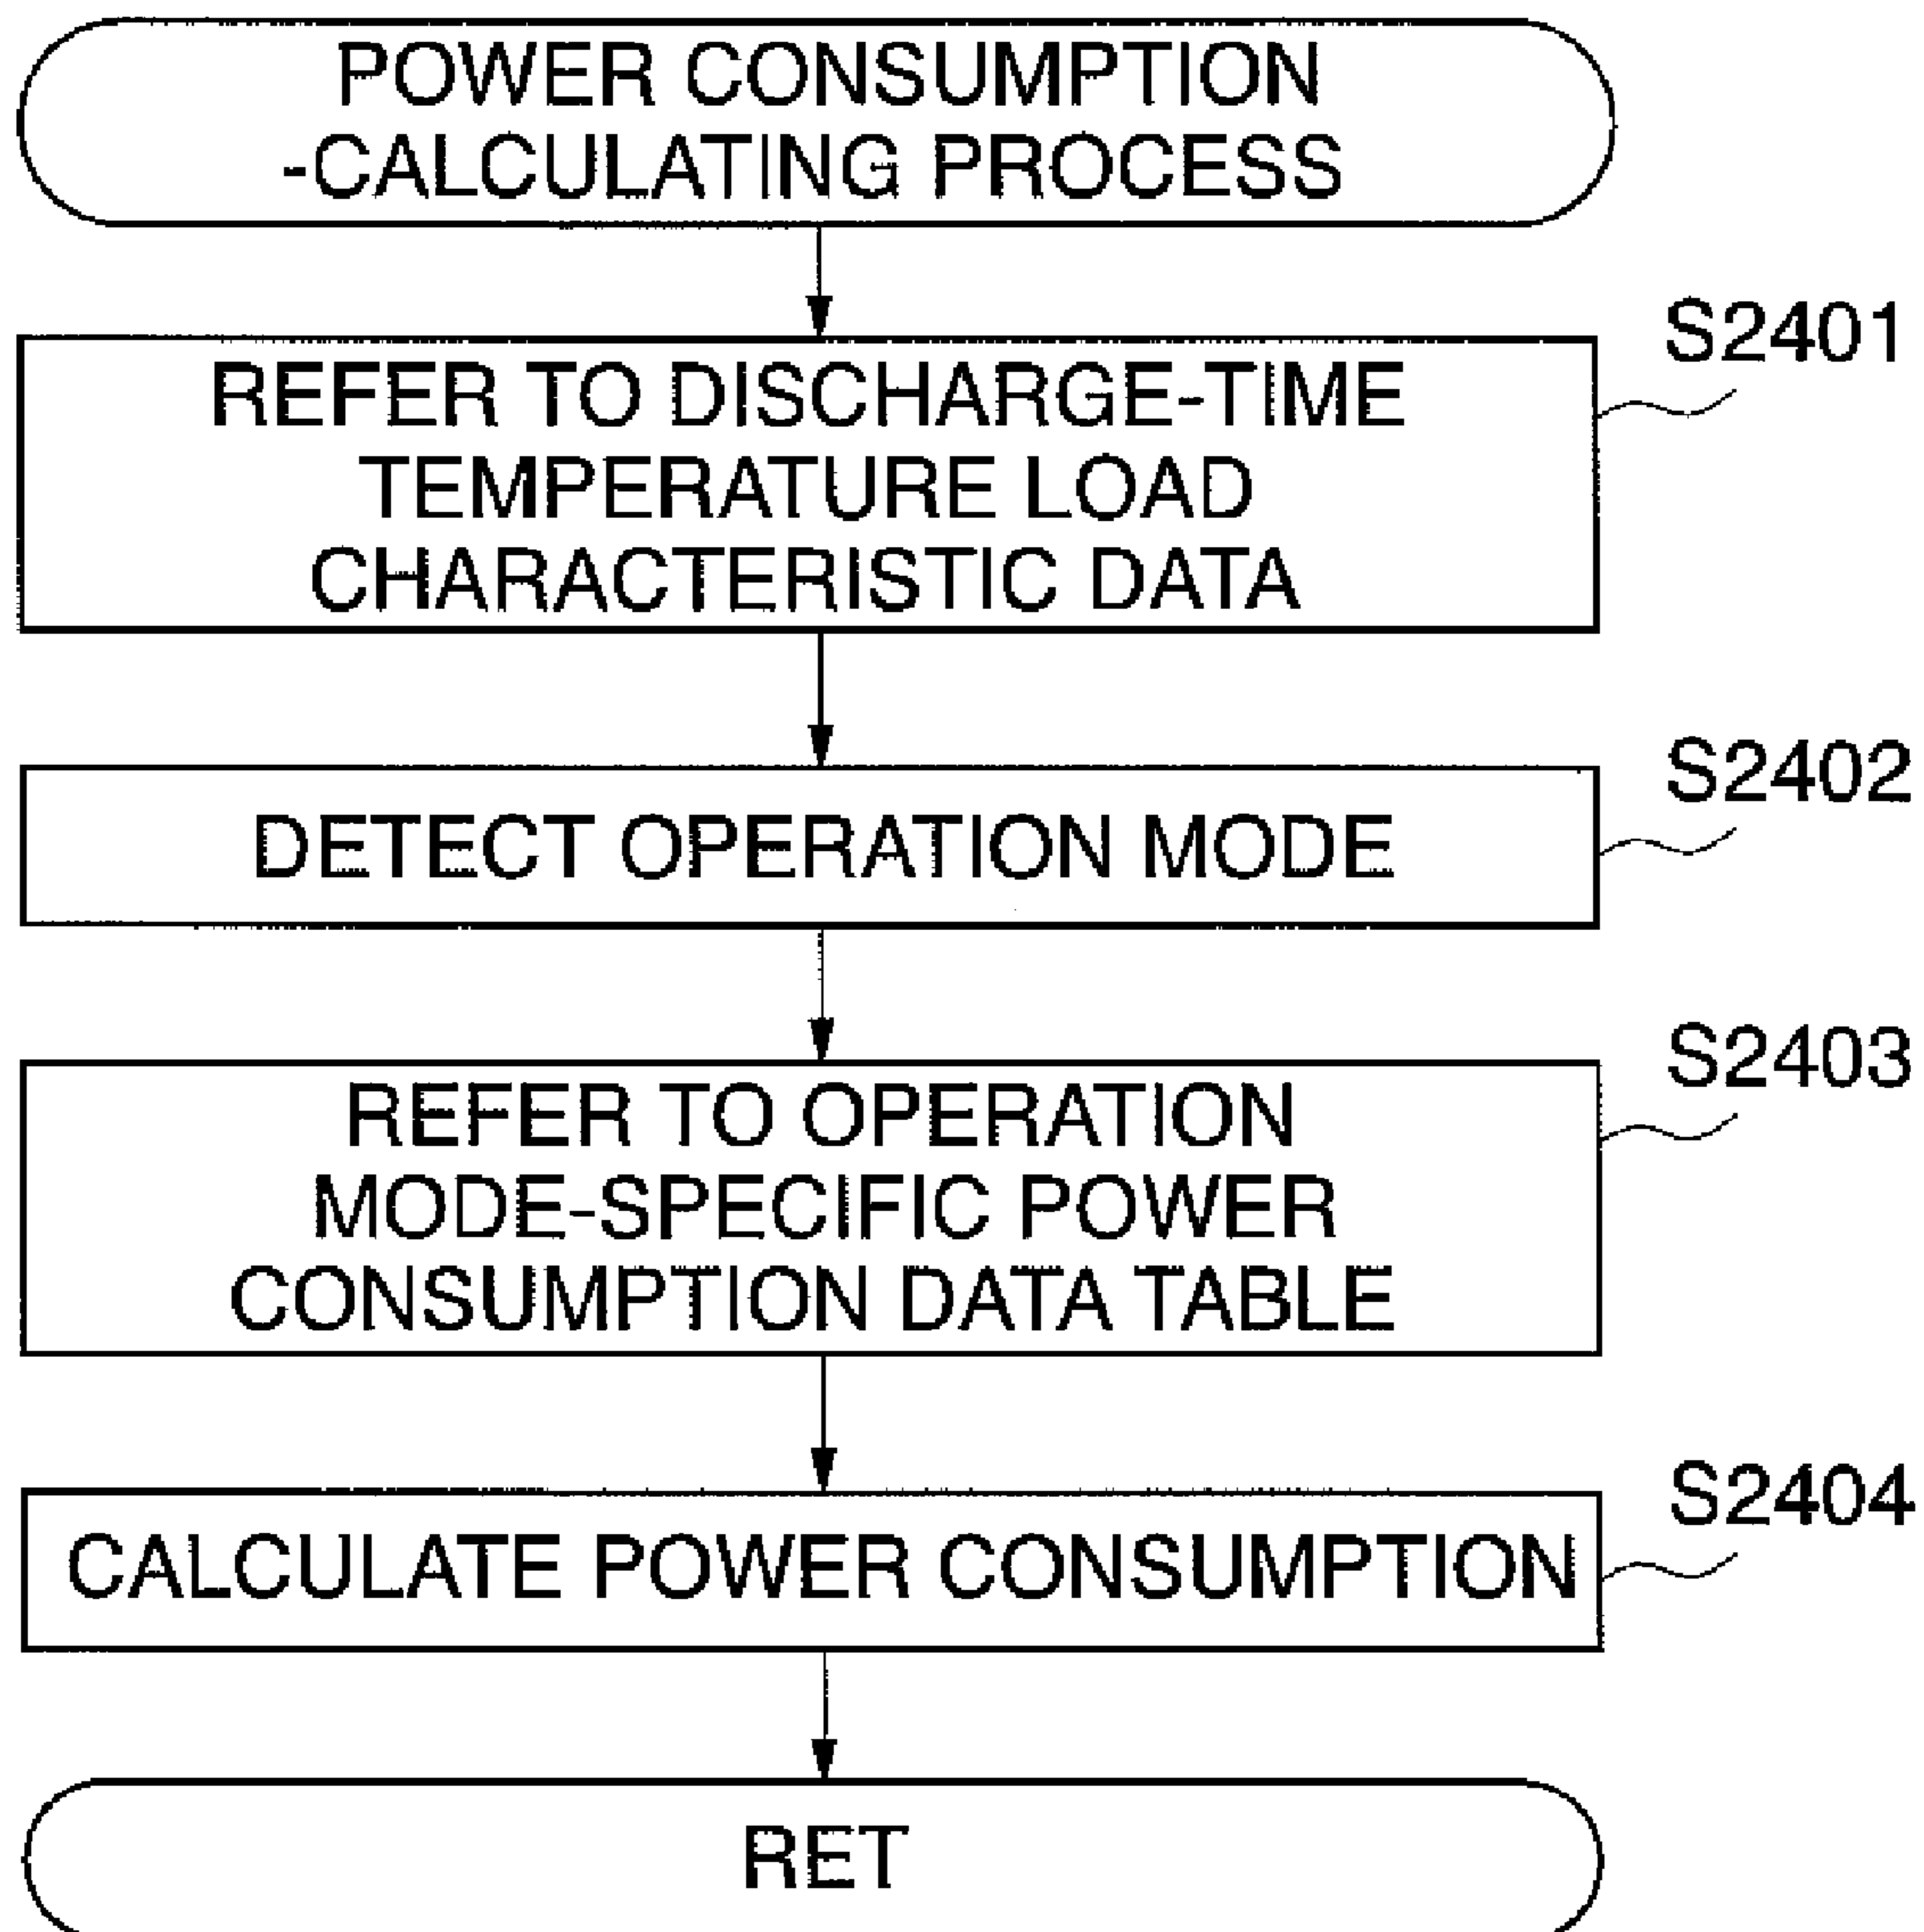 POWER CONSUMPTION
-CALCULATING PROCESS
S2401
REFER TO DISCHARGE-TIME
TEMPERATURE LOAD
CHARACTERISTIC DATA
S2402
DETECT OPERATION MODE
S2403
REFER TO OPERATION
MODE-SPECIFIC POWER
CONSUMPTION DATA TABLE
S2404
CALCULATE POWER CONSUMPTION
RET